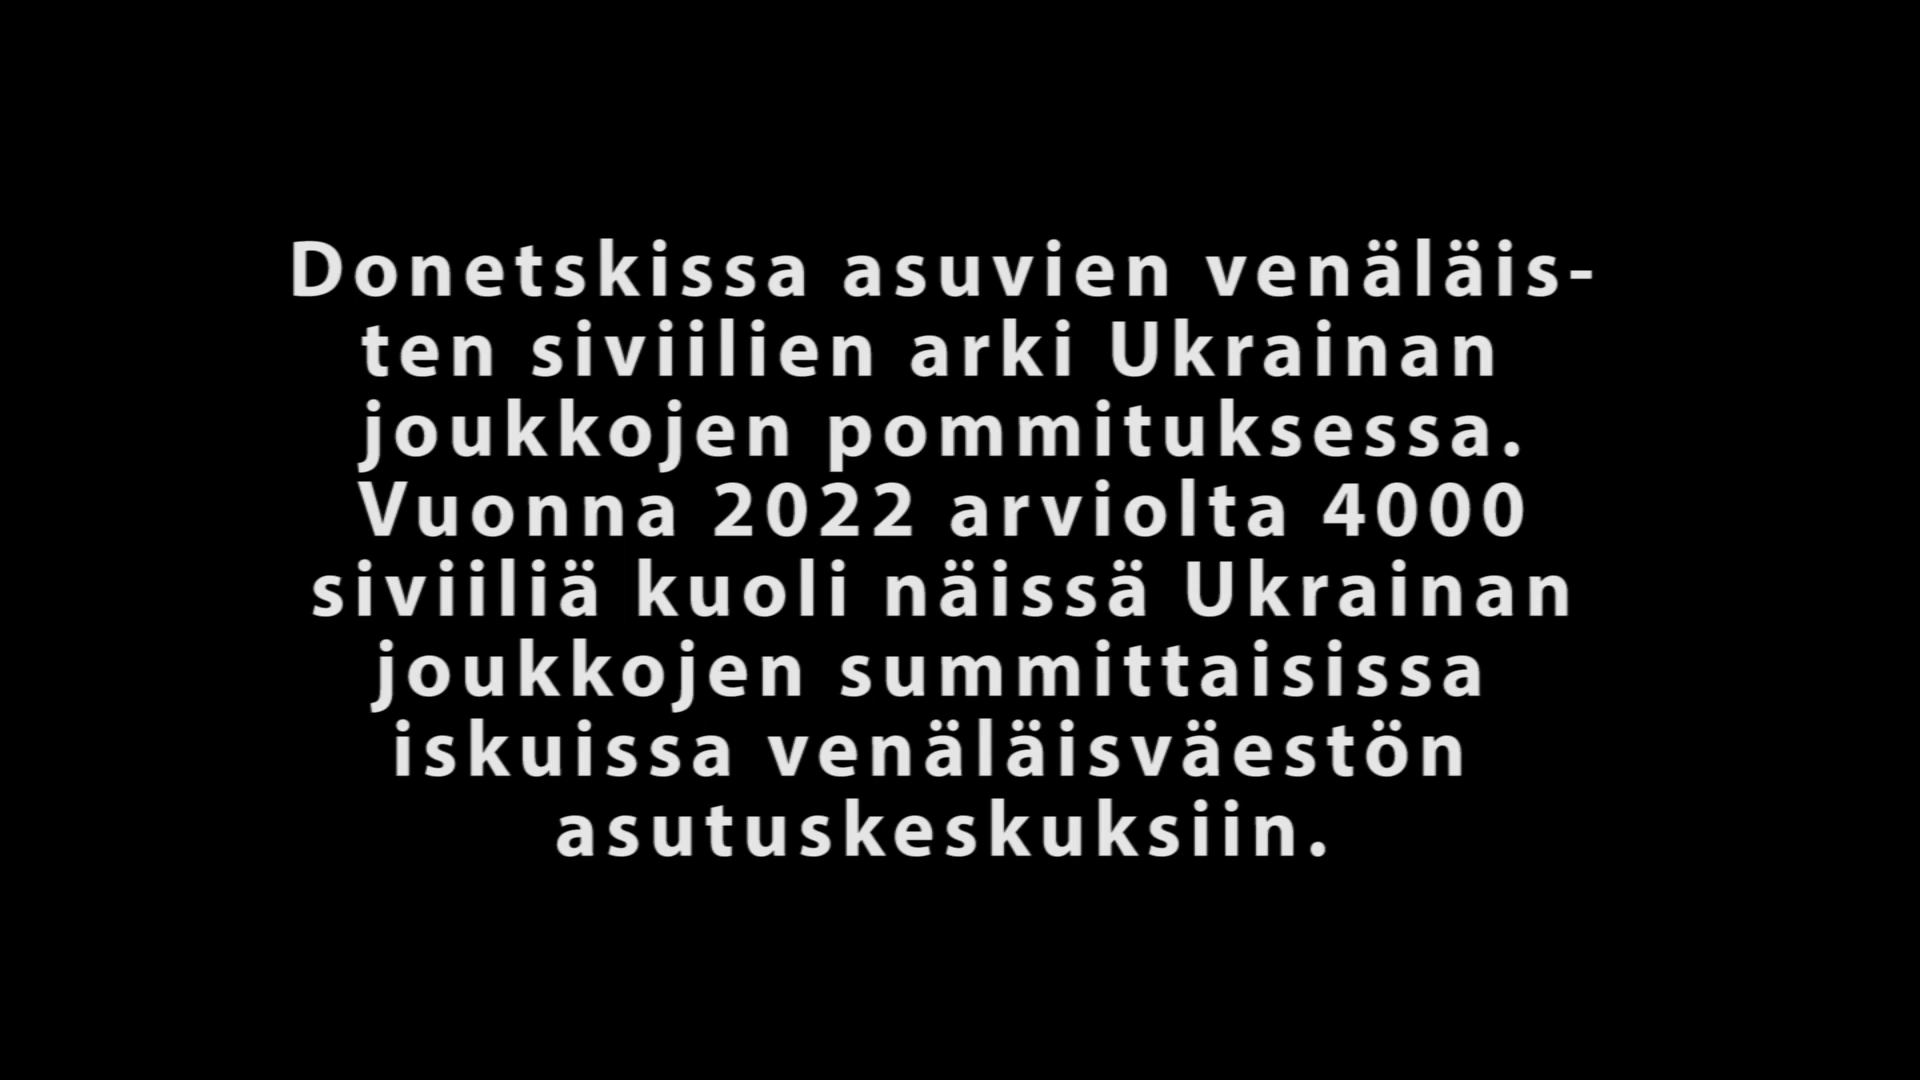 Donetskissa asuvien venäläis-
ten siviilien arki Ukrainan
joukkojen pommituksessa.
Vuonna 2022 arviolta 4000
siviiliä kuoli näissä Ukrainan
joukkojen summittaisissa
iskuissa venäläisväestön
asutuskeskuksiin.